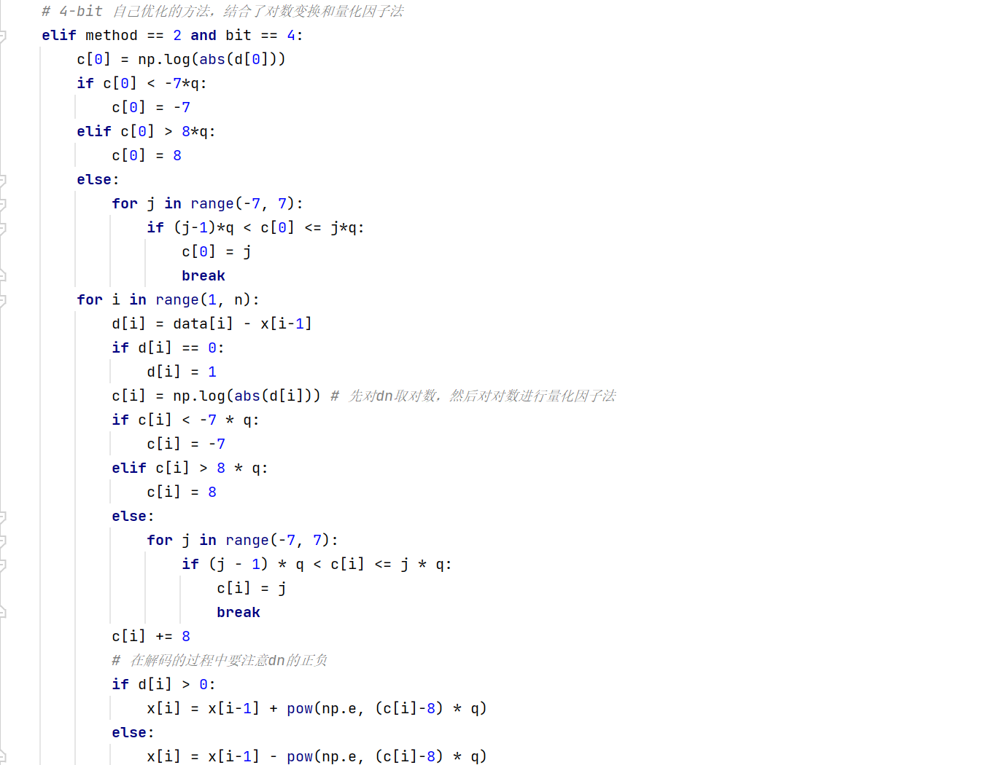 # 4-bit 自己优化的方法，结合了对数变换和量化因子法
elif method == 2 and bit == 4:
    c[0] = np.log(abs(d[0]))
    if c[0] < -7*q:
        c[0] = -7
    elif c[0] > 8*q:
        c[0] = 8
    else:
        for j in range(-7, 7):
            if (j-1)*q < c[0] <= j*q:
                c[0] = j
                break
    for i in range(1, n):
        d[i] = data[i] - x[i-1]
        if d[i] == 0:
            d[i] = 1
        c[i] = np.log(abs(d[i])) # 先对dn取对数，然后对对数进行量化因子法
        if c[i] < -7 * q:
            c[i] = -7
        elif c[i] > 8 * q:
            c[i] = 8
        else:
            for j in range(-7, 7):
                if (j - 1) * q < c[i] <= j * q:
                    c[i] = j
                    break
        c[i] += 8
        # 在解码的过程中要注意dn的正负
        if d[i] > 0:
            x[i] = x[i-1] + pow(np.e, (c[i]-8) * q)
        else:
            x[i] = x[i-1] - pow(np.e, (c[i]-8) * q)